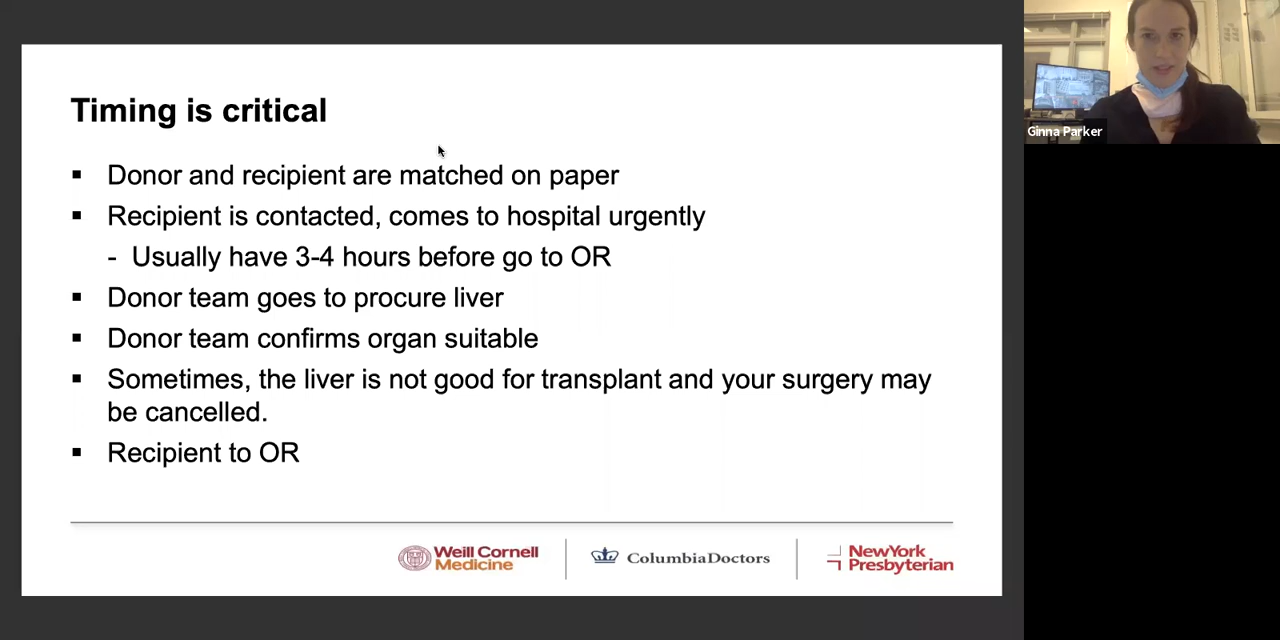 Timing is critical
▪ Donor and recipient are matched on paper
▪ Recipient is contacted, comes to hospital urgently
- Usually have 3-4 hours before go to OR
▪ Donor team goes to procure liver
▪ Donor team confirms organ suitable
▪ Sometimes, the liver is not good for transplant and your surgery may
be cancelled.
▪ Recipient to OR
Weill Cornell
Medicine
ColumbiaDoctors
NewYork
Presbyterian
Ginna Parker